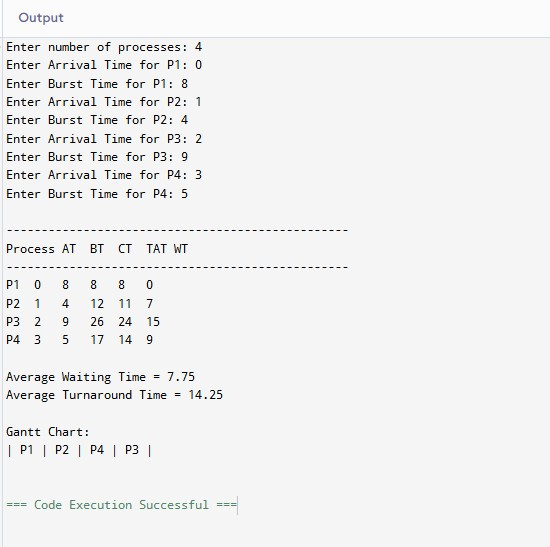 Output
Enter number of processes: 4
Enter Arrival Time for P1: 0
Enter Burst Time for P1: 8
Enter Arrival Time for P2: 1
Enter Burst Time for P2: 4
Enter Arrival Time for P3: 2
Enter Burst Time for P3: 9
Enter Arrival Time for P4: 3
Enter Burst Time for P4: 5
-------------------------------------------------
Process AT  BT  CT  TAT WT
-------------------------------------------------
P1  0   8   8   8   0
P2  1   4   12  11  7
P3  2   9   26  24  15
P4  3   5   17  14  9
Average Waiting Time = 7.75
Average Turnaround Time = 14.25
Gantt Chart:
| P1 | P2 | P4 | P3 |
=== Code Execution Successful ===